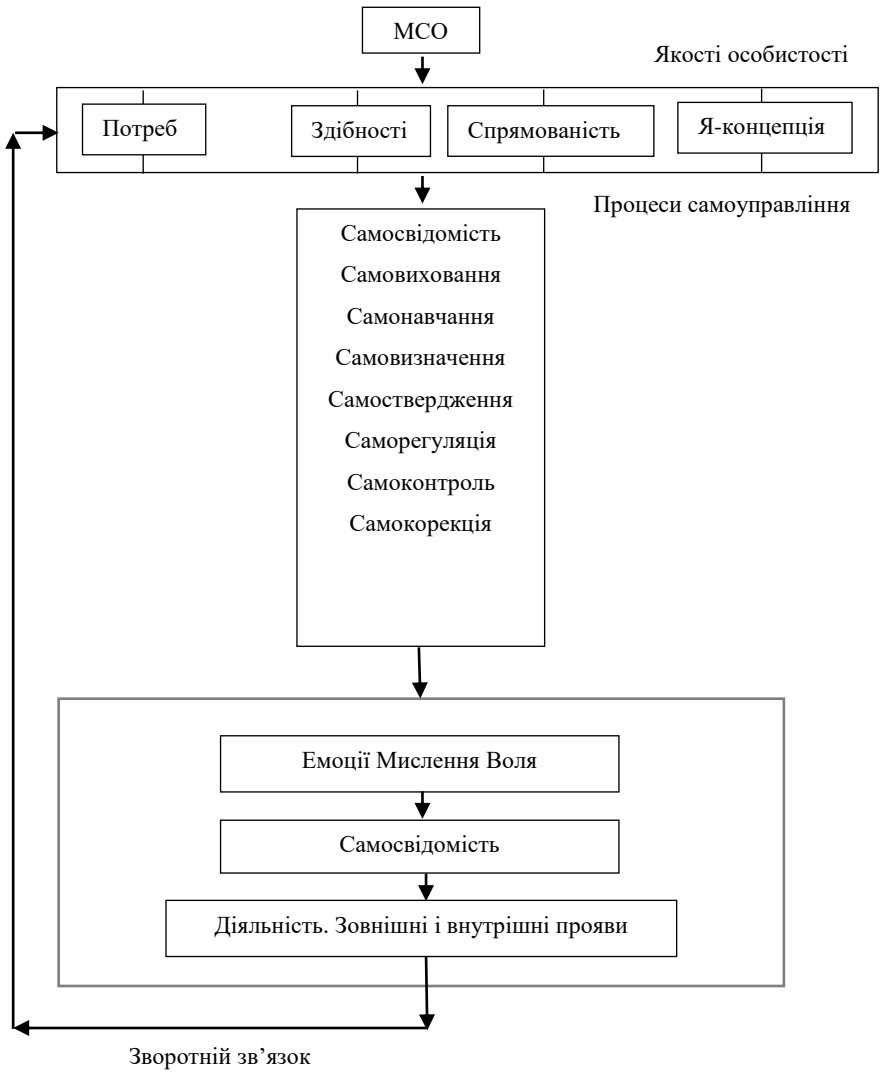 МСО
Якості особистості
Потреб
Здібності
Спрямованість
Я-концепція
Процеси самоуправління
Самосвідомість
Самовиховання
Самонавчання
Самовизначення
Самоствердження
Саморегуляція
Самоконтроль
Самокорекція
Емоції Мислення Воля
Самосвідомість
Діяльність. Зовнішні і внутрішні прояви
Зворотній зв’язок